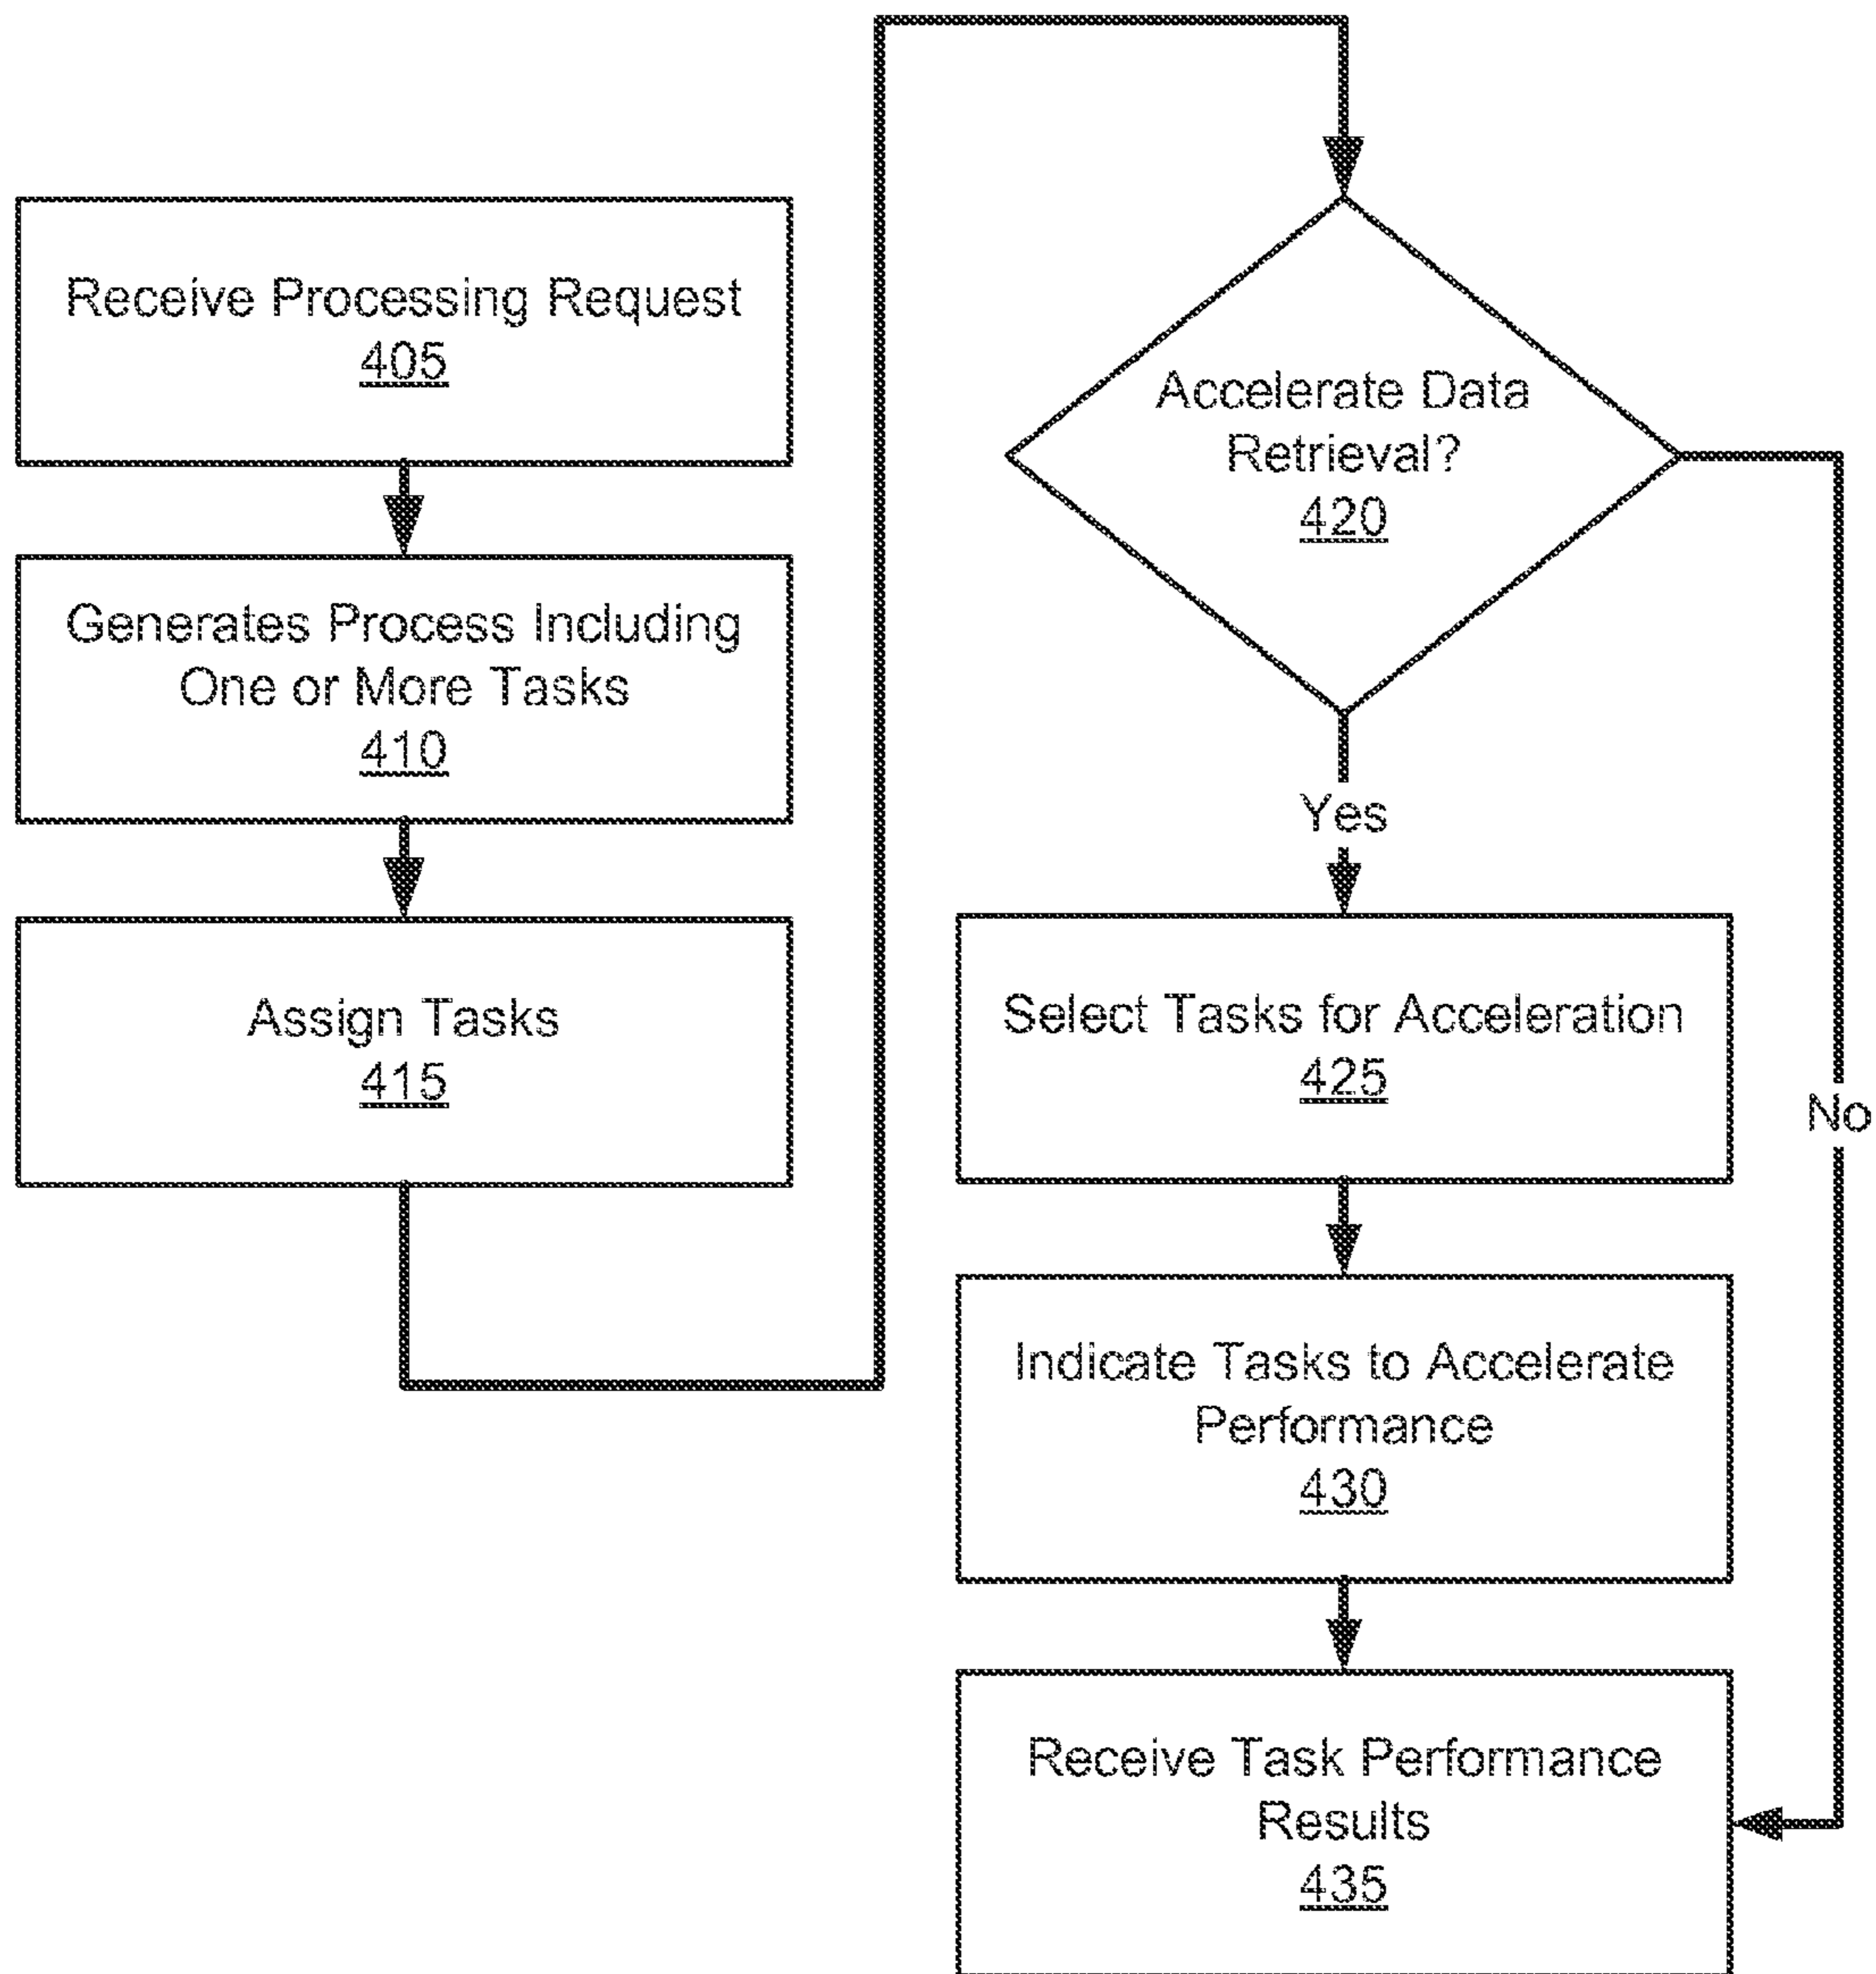 Receive Processing Request
405
Generates Process Including
One or More Tasks
410
Assign Tasks
415
Accelerate Data
Retrieval?
420
Yes
No
Select Tasks for Acceleration
425
Indicate Tasks to Accelerate
Performance
430
Receive Task Performance
Results
435